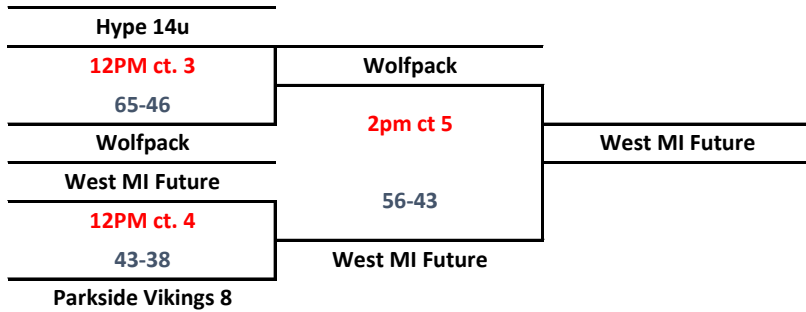 Hype 14u
12PM ct. 3
65-46
Wolfpack
West MI Future
12PM ct. 4
43-38
Parkside Vikings 8
Wolfpack
2pm ct 5
56-43
West MI Future
West MI Future